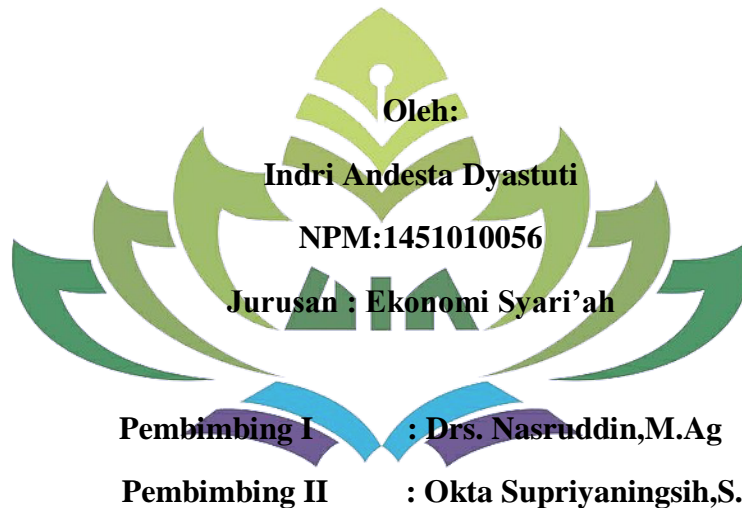 Oleh:
Indri Andesta Dyastuti
NPM:1451010056
Jurusan : Ekonomi Syari’ah
Pembimbing I : Drs. Nasruddin,M.Ag
Pembimbing II : Okta Supriyaningsih,S.